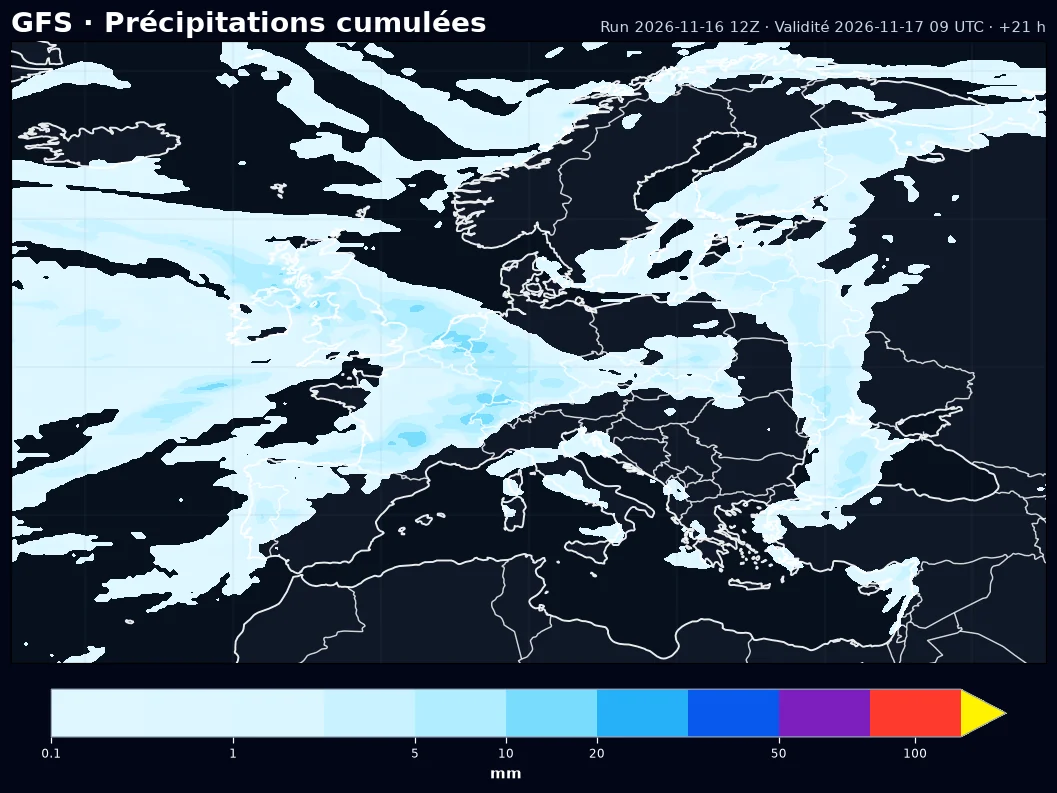 GFS · Précipitations cumulées
Run 2026-11-16 12Z · Validité 2026-11-17 09 UTC · +21 h
0.1 1 5 10 20 50 100
mm